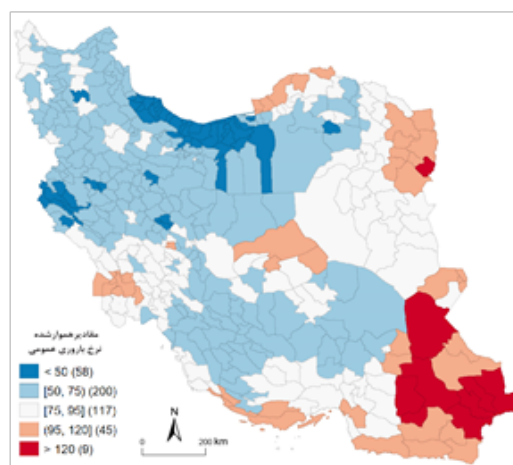 مقادیر هموارشده
نرخ باروری عمومی
< 50 (58)
[50, 75) (200)
[75, 95] (117)
(95, 120] (45)
> 120 (9)
N
0 200 km